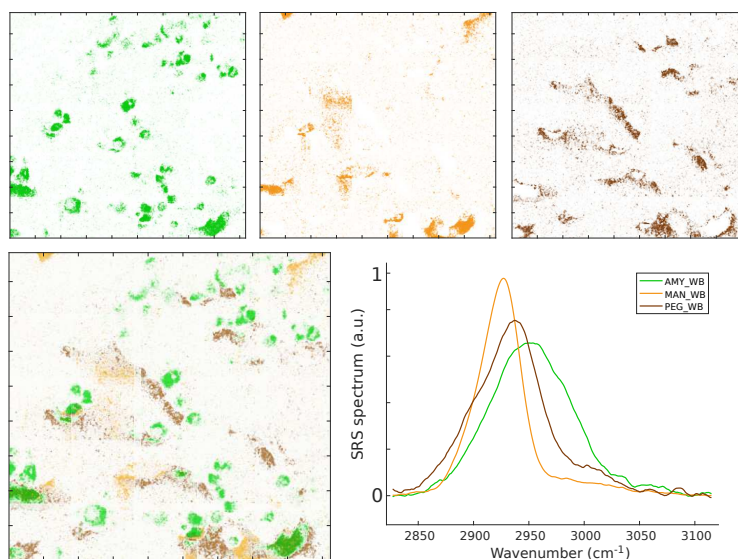 1
AMY_WB
MAN_WB
PEG_WB
SRS spectrum (a.u.)
0
2850 2900 2950 3000 3050 3100
Wavenumber (cm⁻¹)